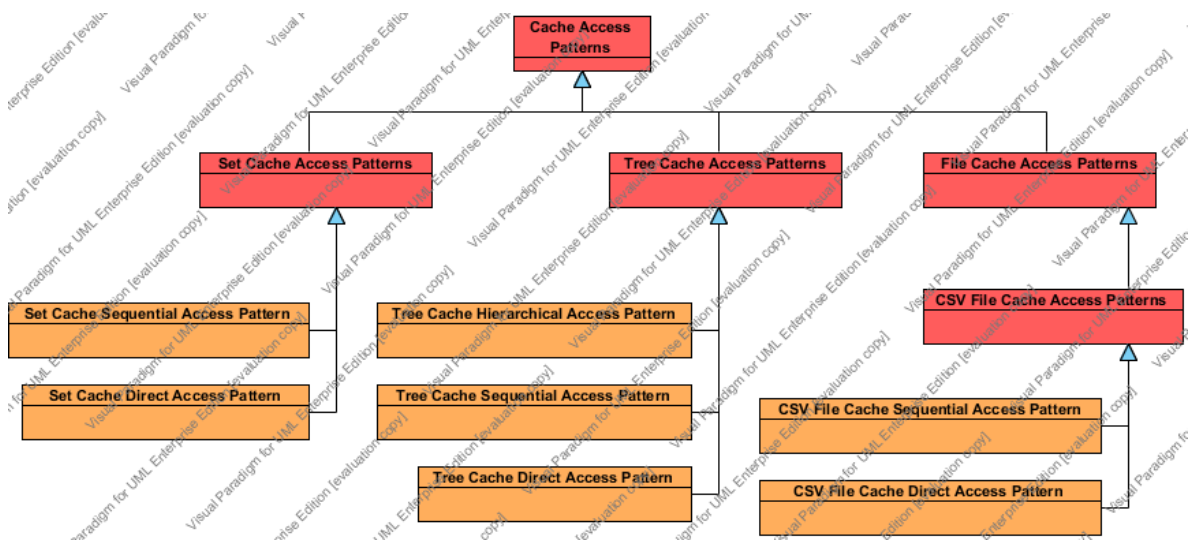 Cache Access
Patterns
Set Cache Access Patterns
Tree Cache Access Patterns
File Cache Access Patterns
CSV File Cache Access Patterns
Set Cache Sequential Access Pattern
Tree Cache Hierarchical Access Pattern
Set Cache Direct Access Pattern
Tree Cache Sequential Access Pattern
CSV File Cache Sequential Access Pattern
Tree Cache Direct Access Pattern
CSV File Cache Direct Access Pattern
Visual Paradigm for UML Enterprise Edition [evaluation copy]